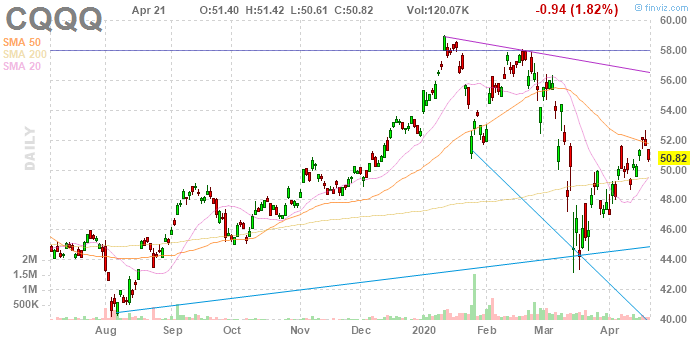 © finviz.com
CQQQ Apr 21 O:51.40 H:51.42 L:50.61 C:50.82 Vol:120.07K -0.94 (1.82%)
SMA 50
SMA 200
SMA 20
DAILY
60.00
58.00
56.00
54.00
52.00
50.82
50.00
48.00
46.00
44.00
42.00
40.00
2M
1.5M
1M
500K
Aug Sep Oct Nov Dec 2020 Feb Mar Apr